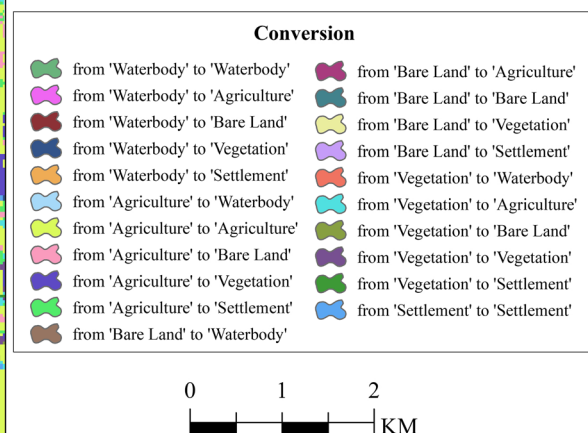 Conversion
from 'Waterbody' to 'Waterbody'
from 'Waterbody' to 'Agriculture'
from 'Waterbody' to 'Bare Land'
from 'Waterbody' to 'Vegetation'
from 'Waterbody' to 'Settlement'
from 'Agriculture' to 'Waterbody'
from 'Agriculture' to 'Agriculture'
from 'Agriculture' to 'Bare Land'
from 'Agriculture' to 'Vegetation'
from 'Agriculture' to 'Settlement'
from 'Bare Land' to 'Waterbody'
from 'Bare Land' to 'Agriculture'
from 'Bare Land' to 'Bare Land'
from 'Bare Land' to 'Vegetation'
from 'Bare Land' to 'Settlement'
from 'Vegetation' to 'Waterbody'
from 'Vegetation' to 'Agriculture'
from 'Vegetation' to 'Bare Land'
from 'Vegetation' to 'Vegetation'
from 'Vegetation' to 'Settlement'
from 'Settlement' to 'Settlement'
0 1 2
KM